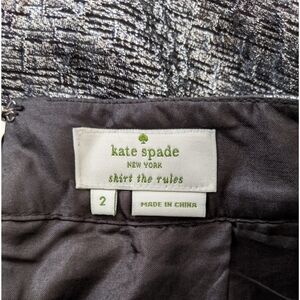 kate spade
NEW YORK
skirt the rules
2
MADE IN CHINA